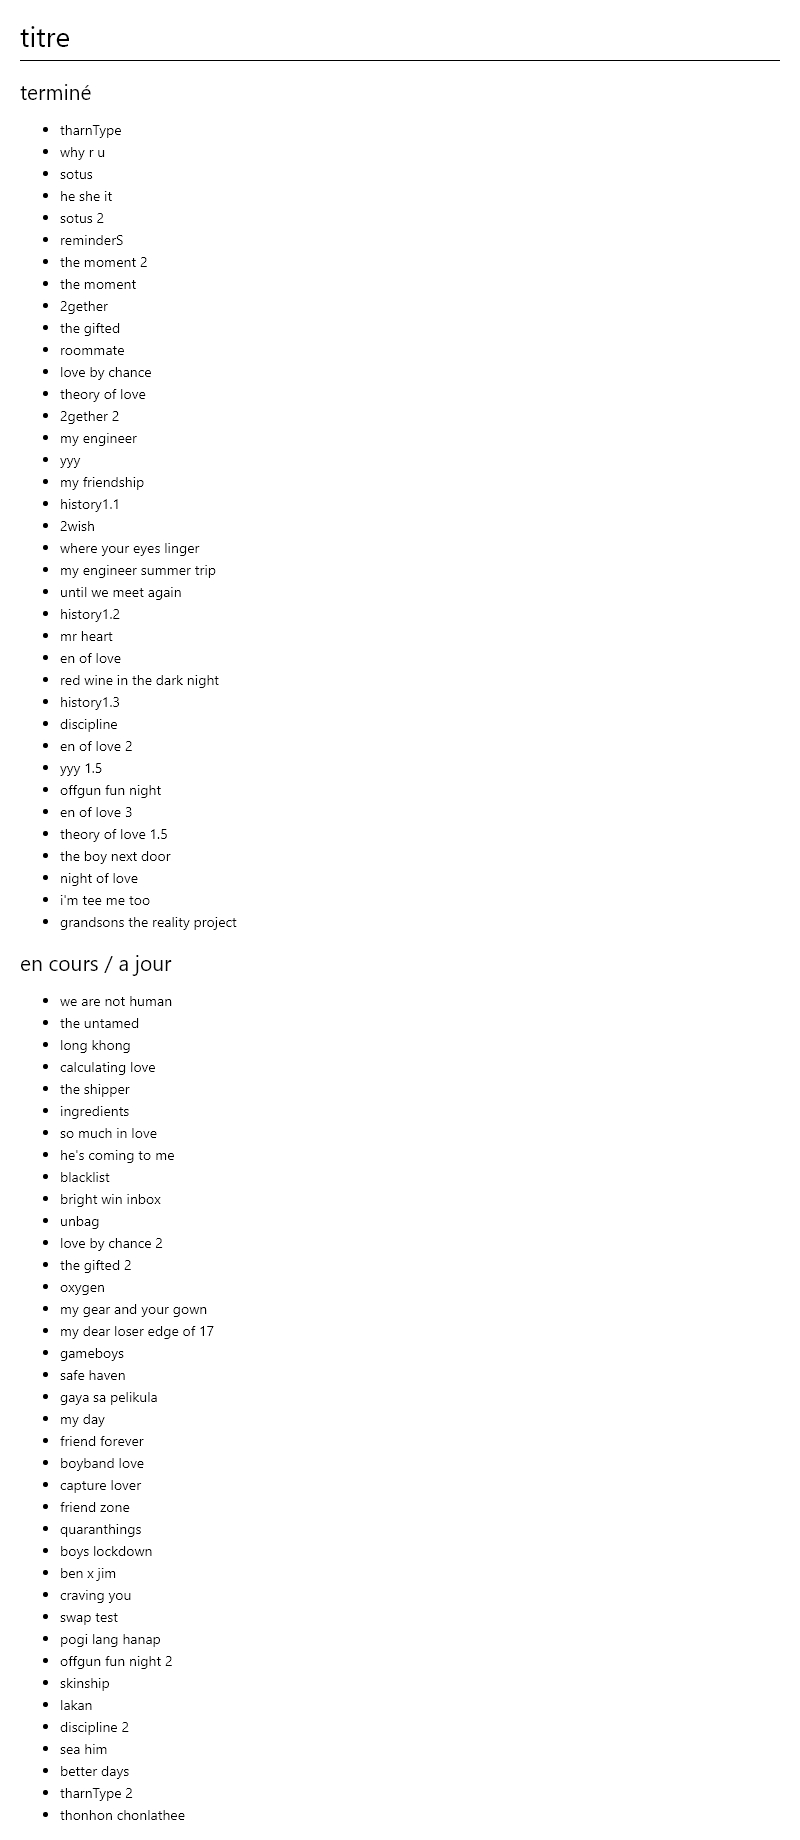 titre
terminé
tharnType
why r u
sotus
he she it
sotus 2
reminderS
the moment 2
the moment
2gether
the gifted
roommate
love by chance
theory of love
2gether 2
my engineer
yyy
my friendship
history1.1
2wish
where your eyes linger
my engineer summer trip
until we meet again
history1.2
mr heart
en of love
red wine in the dark night
history1.3
discipline
en of love 2
yyy 1.5
offgun fun night
en of love 3
theory of love 1.5
the boy next door
night of love
i'm tee me too
grandsons the reality project
en cours / a jour
we are not human
the untamed
long khong
calculating love
the shipper
ingredients
so much in love
he's coming to me
blacklist
bright win inbox
unbag
love by chance 2
the gifted 2
oxygen
my gear and your gown
my dear loser edge of 17
gameboys
safe haven
gaya sa pelikula
my day
friend forever
boyband love
capture lover
friend zone
quaranthings
boys lockdown
ben x jim
craving you
swap test
pogi lang hanap
offgun fun night 2
skinship
lakan
discipline 2
sea him
better days
tharnType 2
thonhon chonlathee